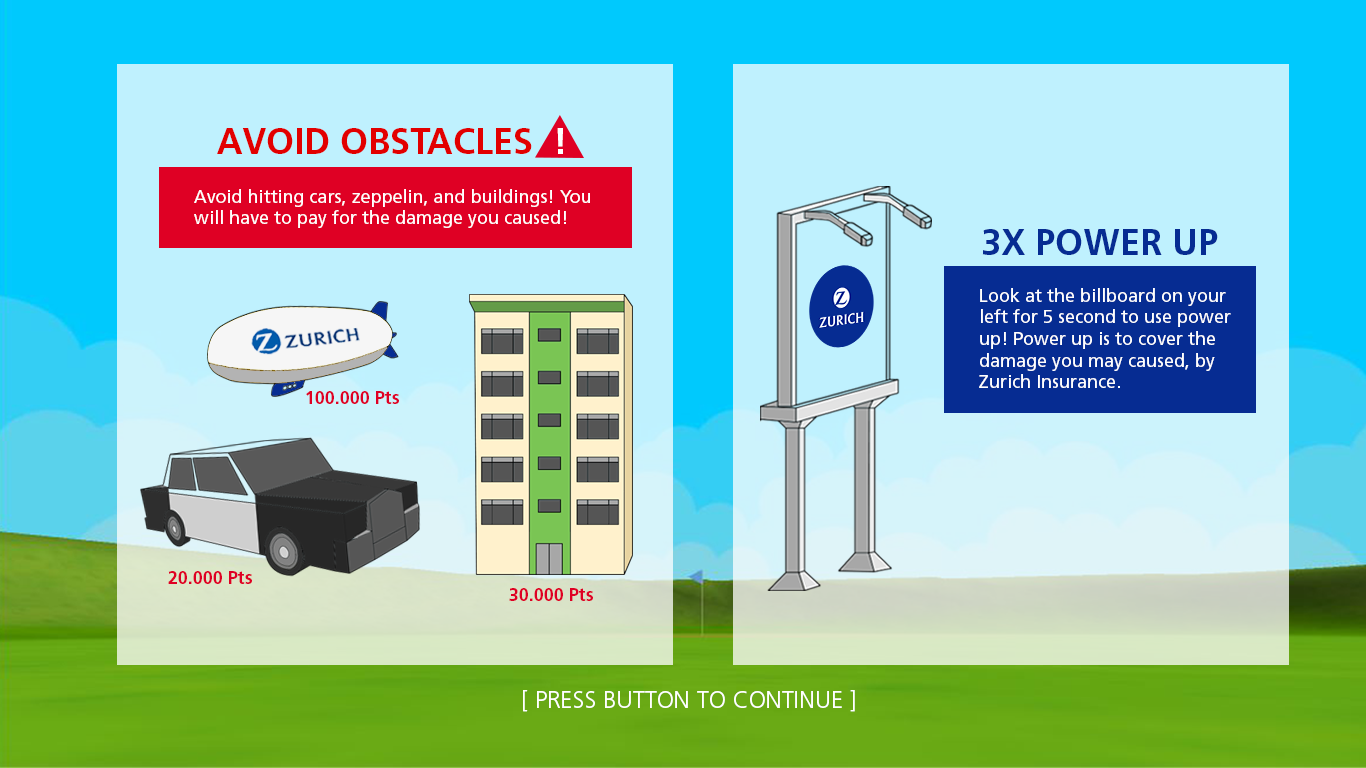 AVOID OBSTACLES!
Avoid hitting cars, zeppelin, and buildings! You
will have to pay for the damage you caused!
Z ZURICH
100.000 Pts
20.000 Pts
30.000 Pts
Z
ZURICH
3X POWER UP
Look at the billboard on your
left for 5 second to use power
up! Power up is to cover the
damage you may caused, by
Zurich Insurance.
[ PRESS BUTTON TO CONTINUE ]